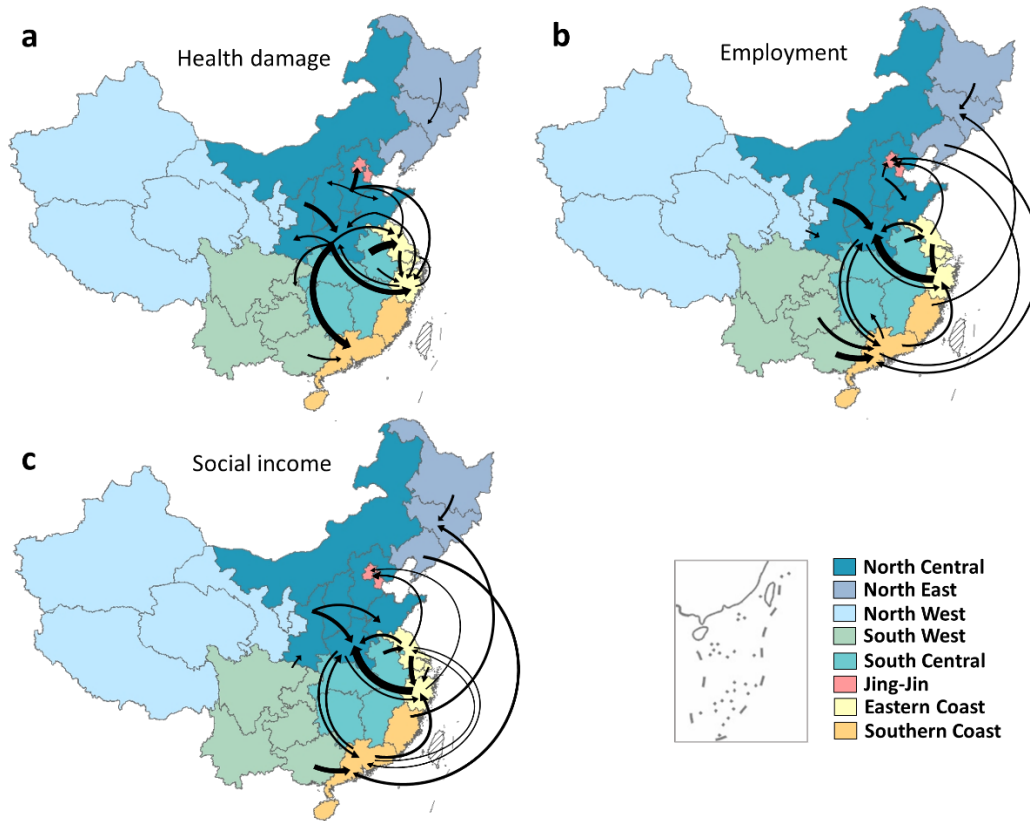 a
Health damage
b
Employment
c
Social income
North Central
North East
North West
South West
South Central
Jing-Jin
Eastern Coast
Southern Coast